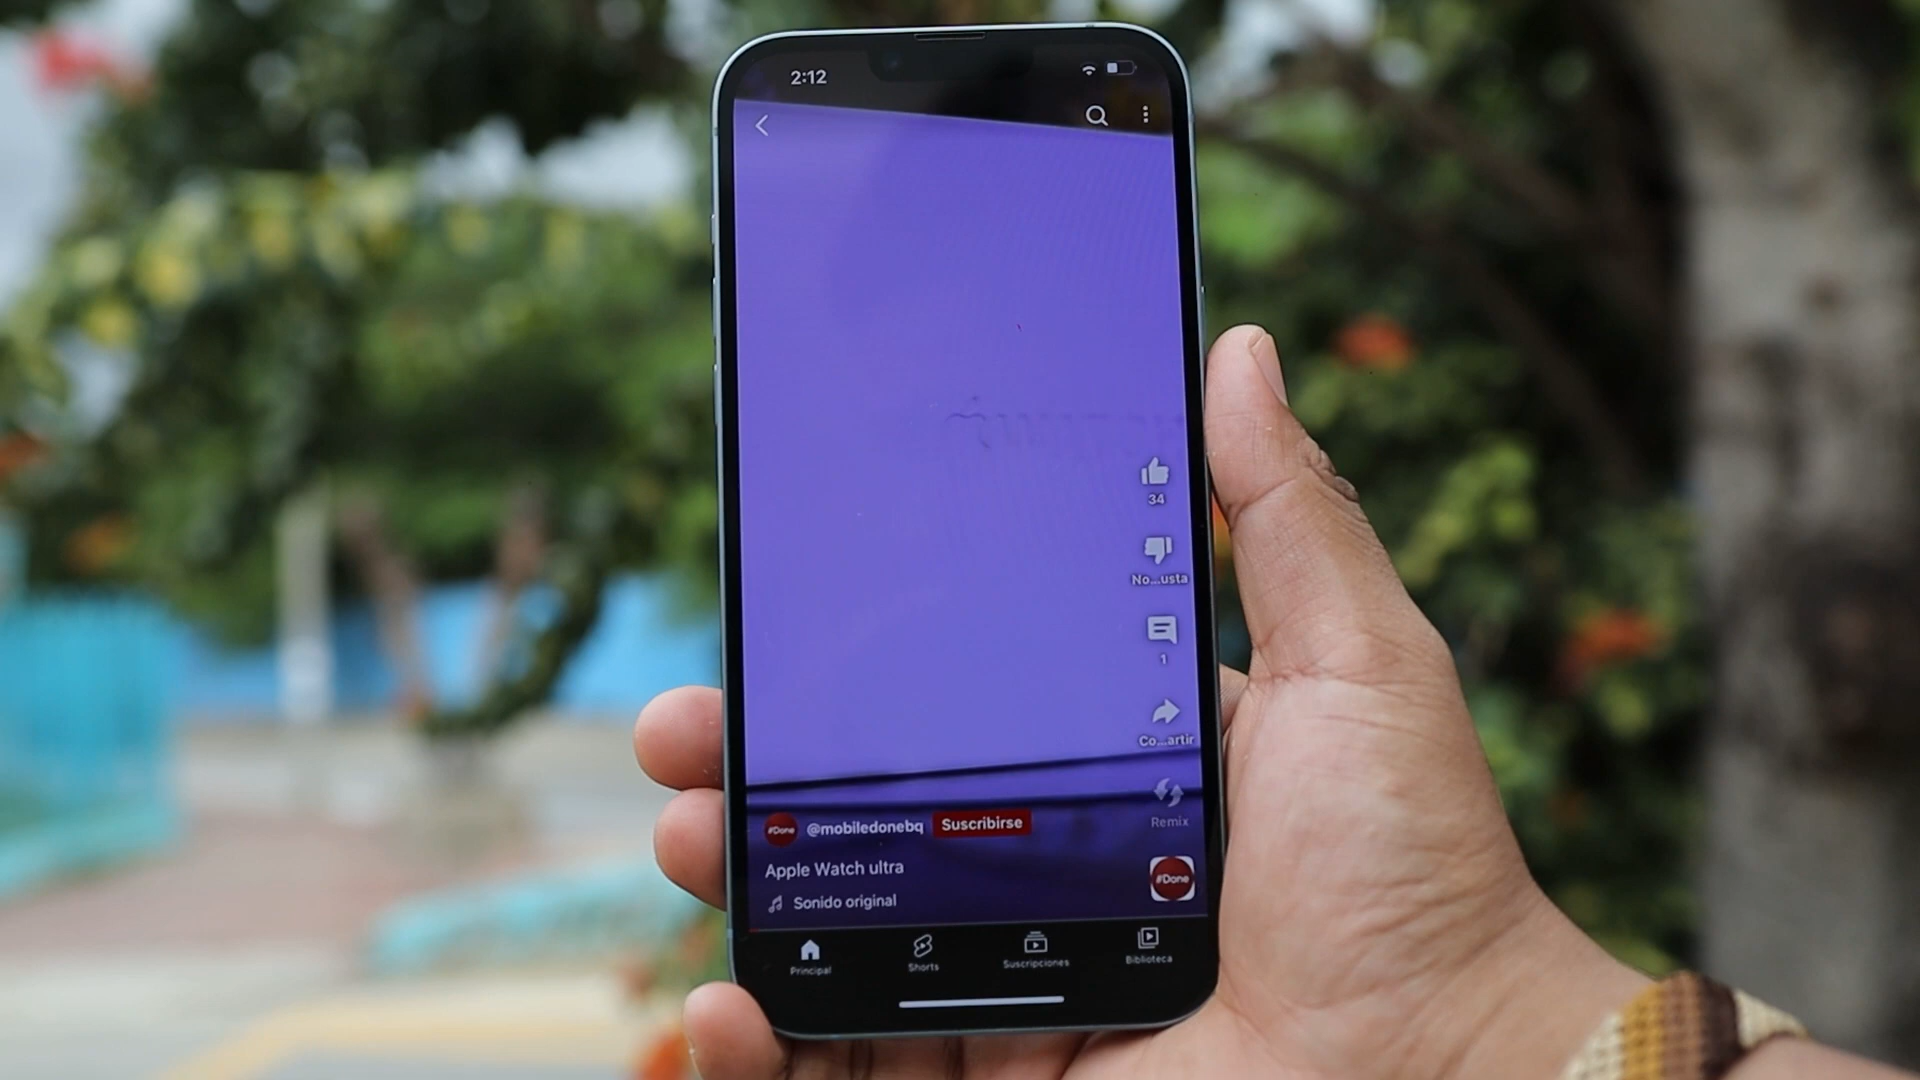 2:12
34
No...usta
1
Co...artir
Remix
#Done @mobiledonebq Suscribirse
Apple Watch ultra
#Done
Sonido original
Principal Shorts Suscripciones Biblioteca